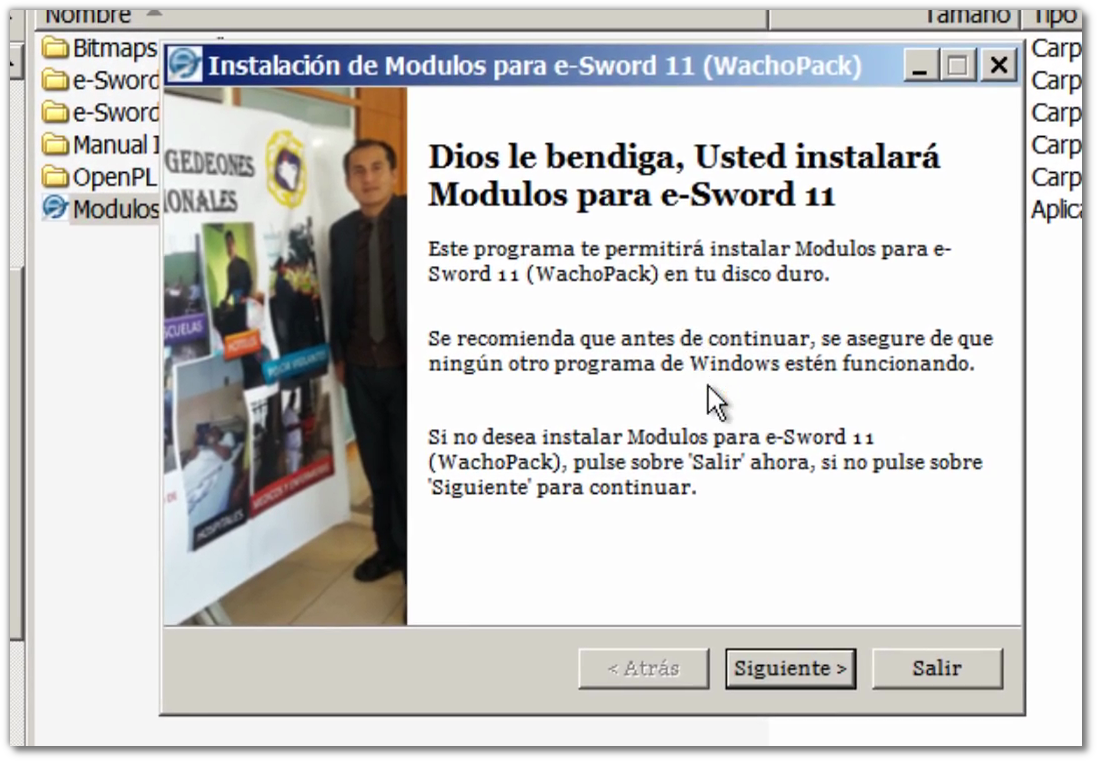 Nombre
Tamaño
Tipo
Bitmaps
e-Sword
e-Sword
Manual I
OpenPL
Modulos
Carp
Carp
Carp
Carp
Carp
Aplica
Instalación de Modulos para e-Sword 11 (WachoPack)
GEDEONES
IONALES
ESCUELAS
HOTELES
HOSPITALES
MEDICOS Y ENFERMERAS
Dios le bendiga, Usted instalará
Modulos para e-Sword 11
Este programa te permitirá instalar Modulos para e-
Sword 11 (WachoPack) en tu disco duro.
Se recomienda que antes de continuar, se asegure de que
ningún otro programa de Windows estén funcionando.
Si no desea instalar Modulos para e-Sword 11
(WachoPack), pulse sobre 'Salir' ahora, si no pulse sobre
'Siguiente' para continuar.
< Atrás
Siguiente >
Salir